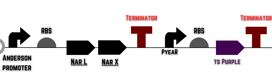 Terminator
Terminator
RBS
RBS
Anderson
Promoter
Nar L
Nar X
PyeaR
TS Purple